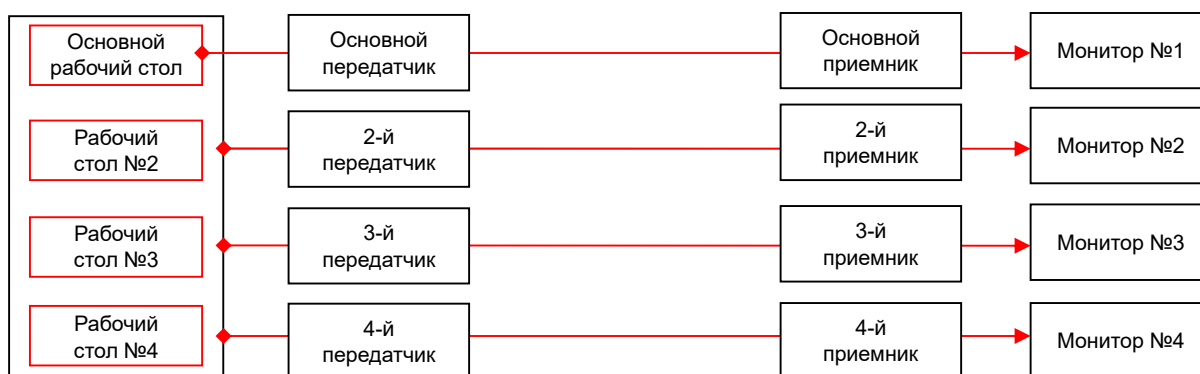 Основной
рабочий стол
Основной
передатчик
Основной
приемник
Монитор №1
Рабочий
стол №2
2-й
передатчик
2-й
приемник
Монитор №2
Рабочий
стол №3
3-й
передатчик
3-й
приемник
Монитор №3
Рабочий
стол №4
4-й
передатчик
4-й
приемник
Монитор №4